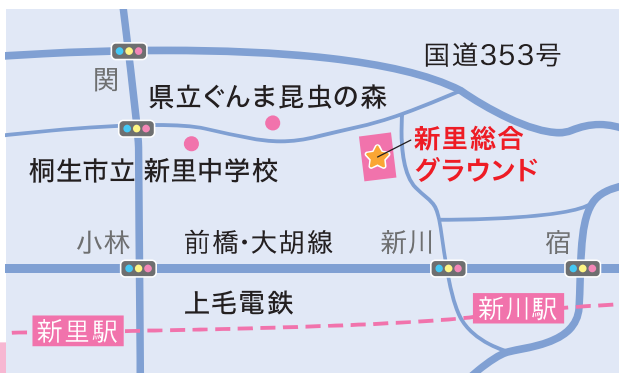 国道353号
関
県立ぐんま昆虫の森
新里総合
グラウンド
桐生市立 新里中学校
小林
前橋・大胡線
新川
宿
上毛電鉄
新川駅
新里駅